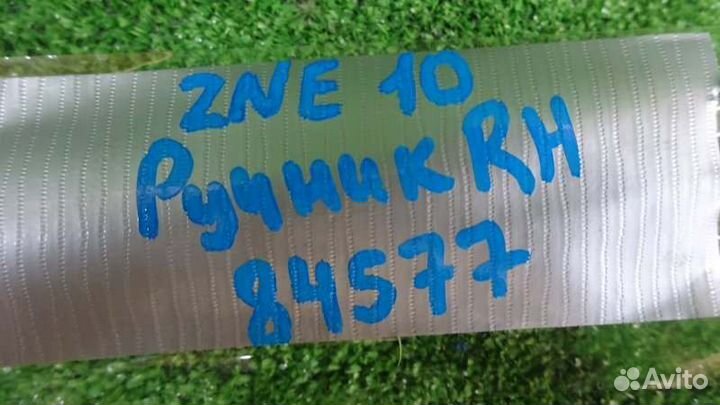 ZNE 10
Ручник RH
84577
Avito